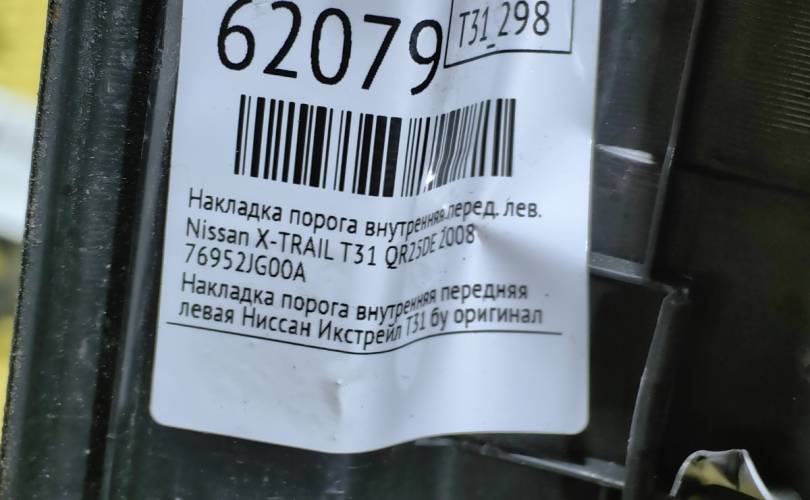 62079
T31_298
Накладка порога внутренняя перед. лев.
Nissan X-TRAIL T31 QR25DE 2008
76952JG00A
Накладка порога внутренняя передняя
левая Ниссан Икстрейл T31 бу оригинал